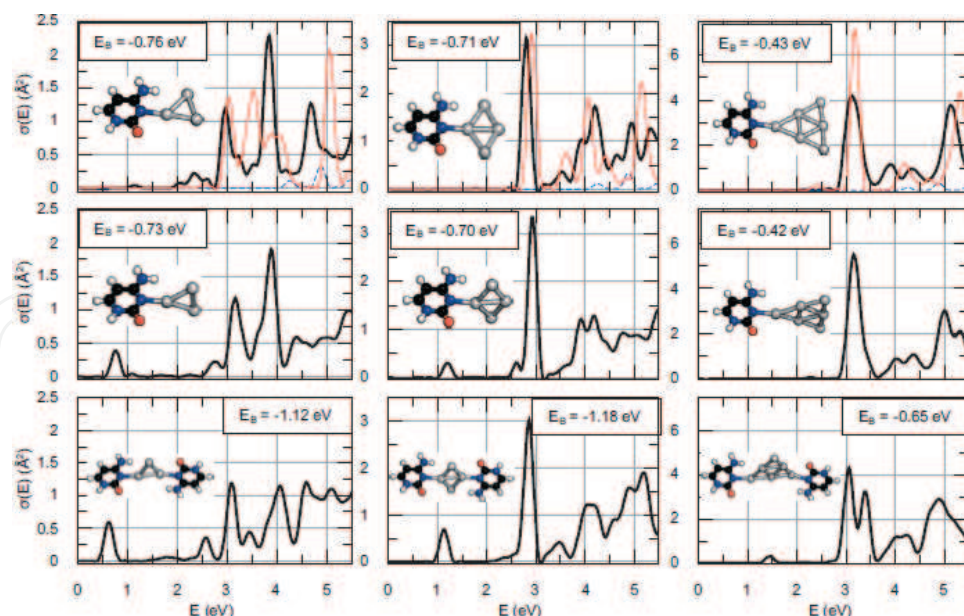 2.5
2
1.5
1
0.5
0
σ(E) (Å²)
E_B = -0.76 eV
3
2
1
0
E_B = -0.71 eV
6
4
2
0
E_B = -0.43 eV
2.5
2
1.5
1
0.5
0
σ(E) (Å²)
E_B = -0.73 eV
3
2
1
0
E_B = -0.70 eV
6
4
2
0
E_B = -0.42 eV
2.5
2
1.5
1
0.5
0
σ(E) (Å²)
E_B = -1.12 eV
3
2
1
0
E_B = -1.18 eV
6
4
2
0
E_B = -0.65 eV
0 1 2 3 4 5
E (eV)
0 1 2 3 4 5
E (eV)
0 1 2 3 4 5
E (eV)